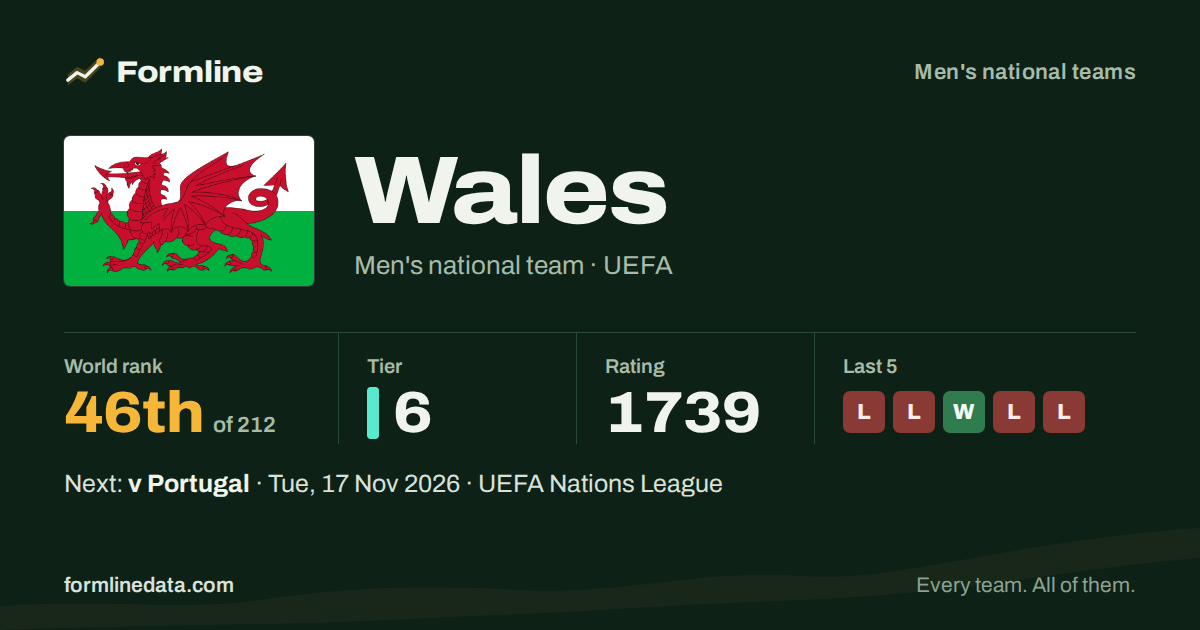 Formline
Men's national teams
Wales
Men's national team · UEFA
World rank
46th of 212
Tier
6
Rating
1739
Last 5
L L W L L
Next: v Portugal · Tue, 17 Nov 2026 · UEFA Nations League
formlinedata.com
Every team. All of them.